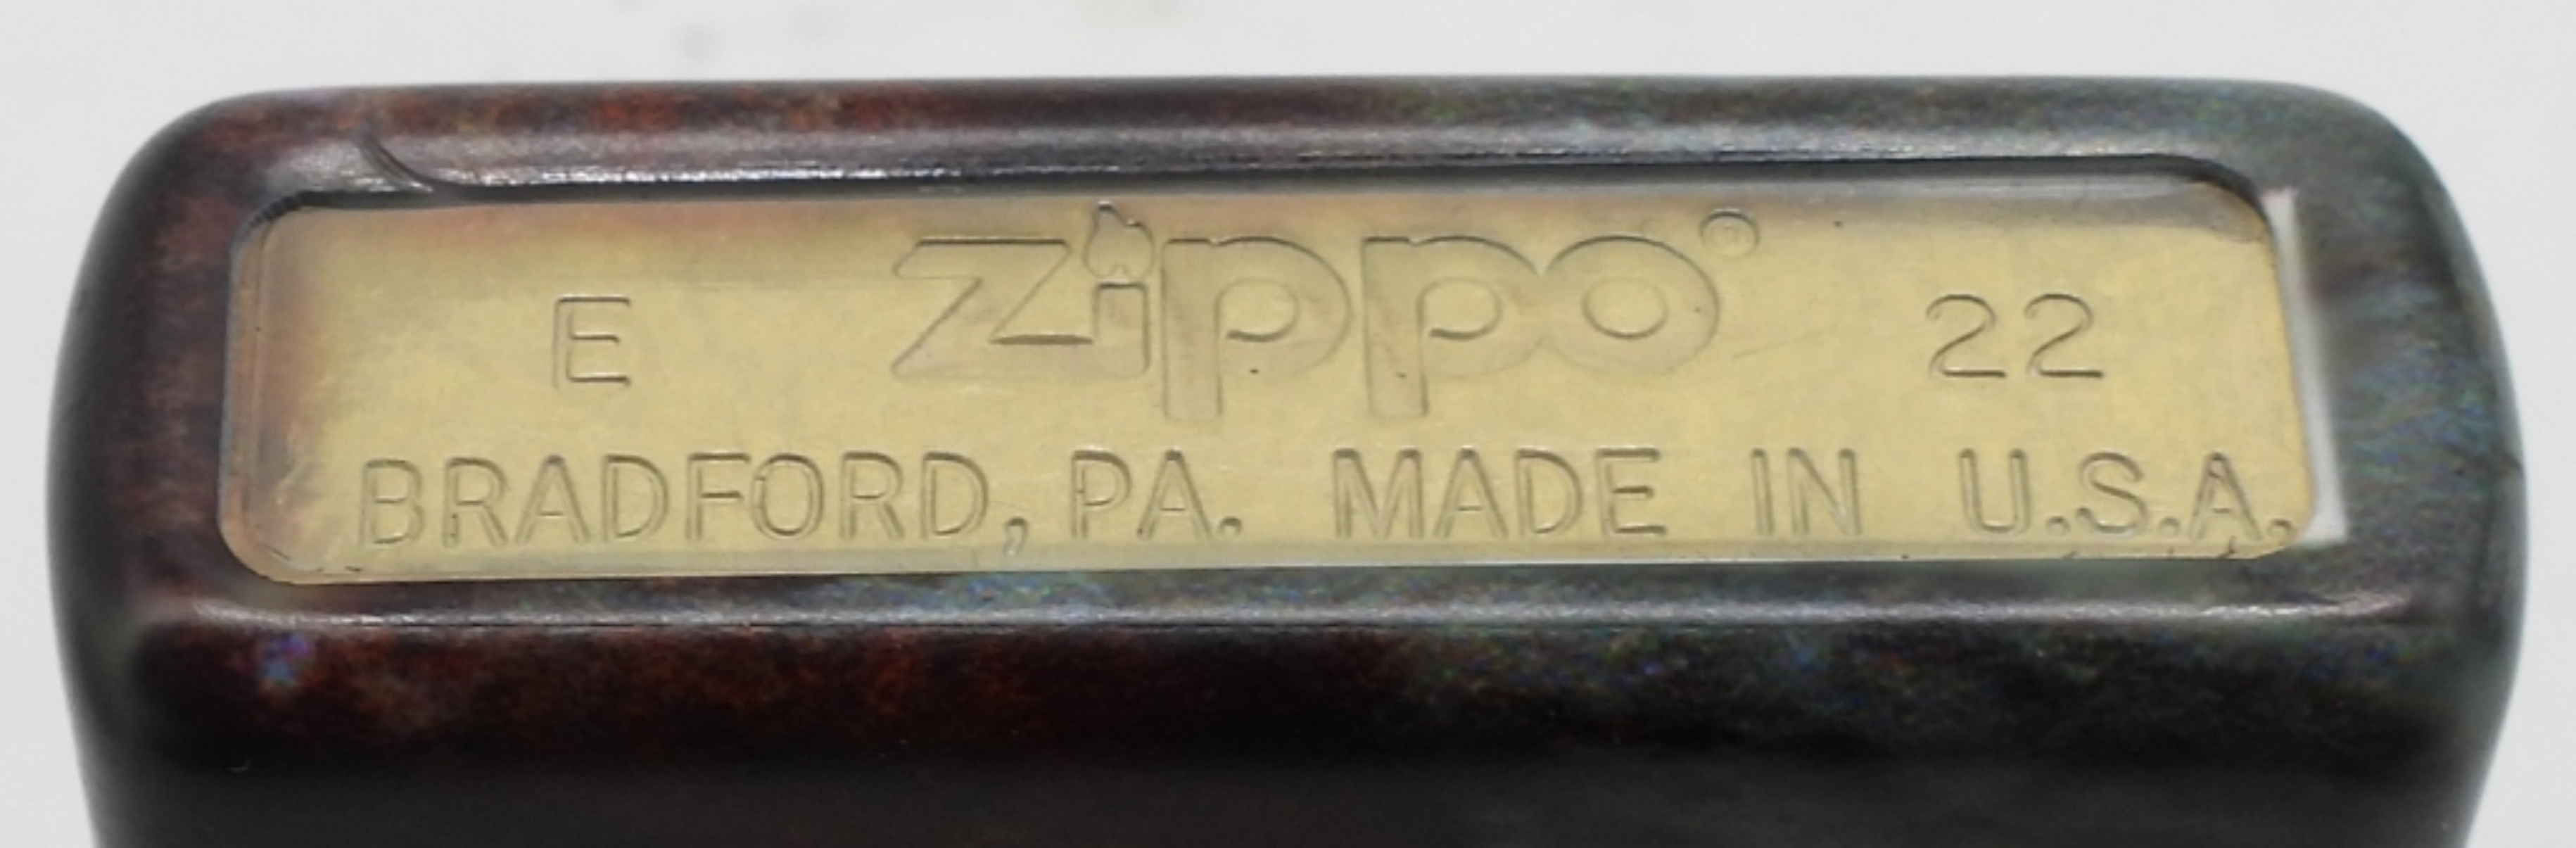 E Zippo® 22
BRADFORD, PA. MADE IN U.S.A.